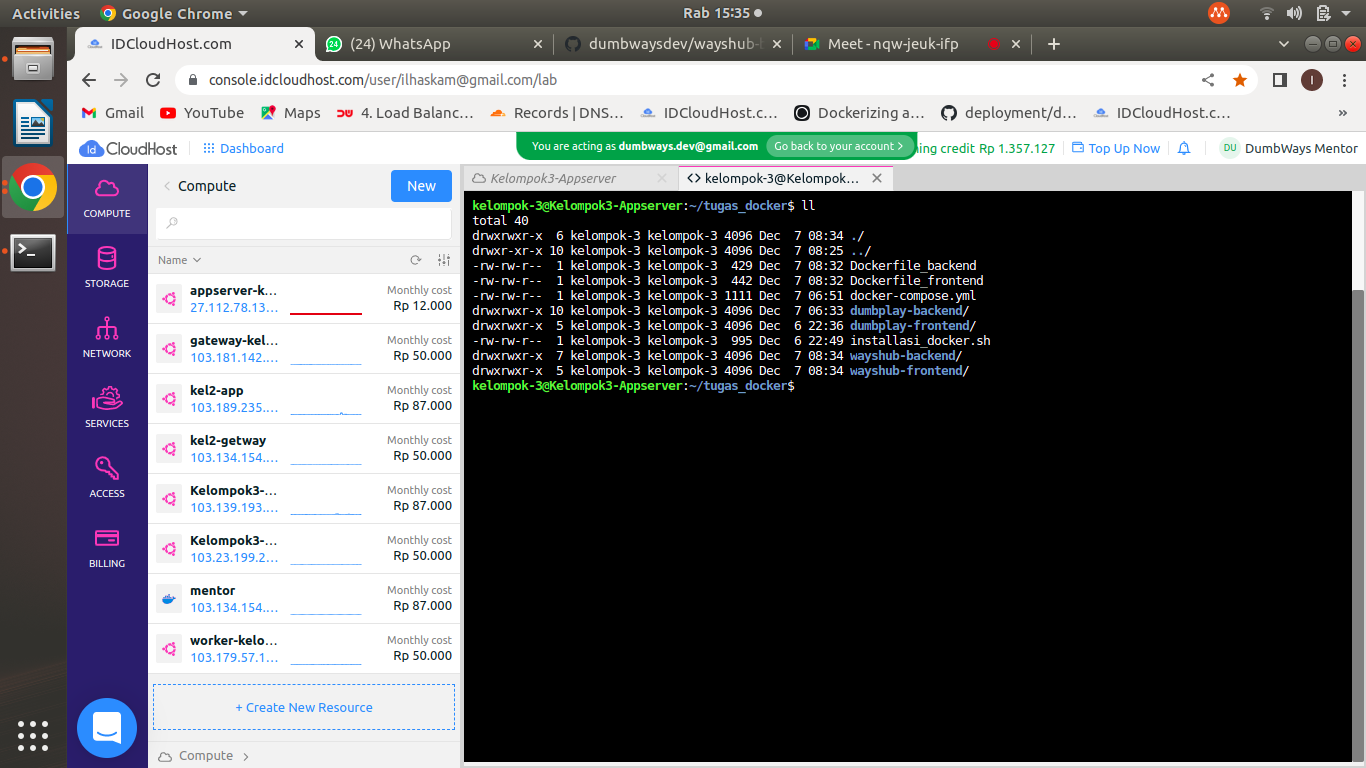 Activities
Google Chrome
Rab 15:35
IDCloudHost.com
(24) WhatsApp
dumbwaysdev/wayshub-
Meet - nqw-jeuk-ifp
console.idcloudhost.com/user/ilhaskam@gmail.com/lab
I
Gmail
YouTube
Maps
4. Load Balanc...
Records | DNS...
IDCloudHost.c...
Dockerizing a...
deployment/d...
IDCloudHost.c...
»
Id CloudHost
Dashboard
You are acting as dumbways.dev@gmail.com
Go back to your account >
ning credit Rp 1.357.127
Top Up Now
DU
DumbWays Mentor
COMPUTE
STORAGE
NETWORK
SERVICES
ACCESS
BILLING
Compute
New
Name
appserver-k...
27.112.78.13...
Monthly cost
Rp 12.000
gateway-kel...
103.181.142...
Monthly cost
Rp 50.000
kel2-app
103.189.235...
Monthly cost
Rp 87.000
kel2-getway
103.134.154...
Monthly cost
Rp 50.000
Kelompok3-...
103.139.193...
Monthly cost
Rp 87.000
Kelompok3-...
103.23.199.2...
Monthly cost
Rp 50.000
mentor
103.134.154...
Monthly cost
Rp 87.000
worker-kelo...
103.179.57.1...
Monthly cost
Rp 50.000
+ Create New Resource
Compute >
Kelompok3-Appserver
<> kelompok-3@Kelompok...
kelompok-3@Kelompok3-Appserver:~/tugas_docker$ ll
total 40
drwxrwxr-x  6 kelompok-3 kelompok-3 4096 Dec  7 08:34 ./
drwxr-xr-x 10 kelompok-3 kelompok-3 4096 Dec  7 08:25 ../
-rw-rw-r--  1 kelompok-3 kelompok-3  429 Dec  7 08:32 Dockerfile_backend
-rw-rw-r--  1 kelompok-3 kelompok-3  442 Dec  7 08:32 Dockerfile_frontend
-rw-rw-r--  1 kelompok-3 kelompok-3 1111 Dec  7 06:51 docker-compose.yml
drwxrwxr-x 10 kelompok-3 kelompok-3 4096 Dec  7 06:33 dumbplay-backend/
drwxrwxr-x  5 kelompok-3 kelompok-3 4096 Dec  6 22:36 dumbplay-frontend/
-rw-rw-r--  1 kelompok-3 kelompok-3  995 Dec  6 22:49 installasi_docker.sh
drwxrwxr-x  7 kelompok-3 kelompok-3 4096 Dec  7 08:34 wayshub-backend/
drwxrwxr-x  5 kelompok-3 kelompok-3 4096 Dec  7 08:34 wayshub-frontend/
kelompok-3@Kelompok3-Appserver:~/tugas_docker$